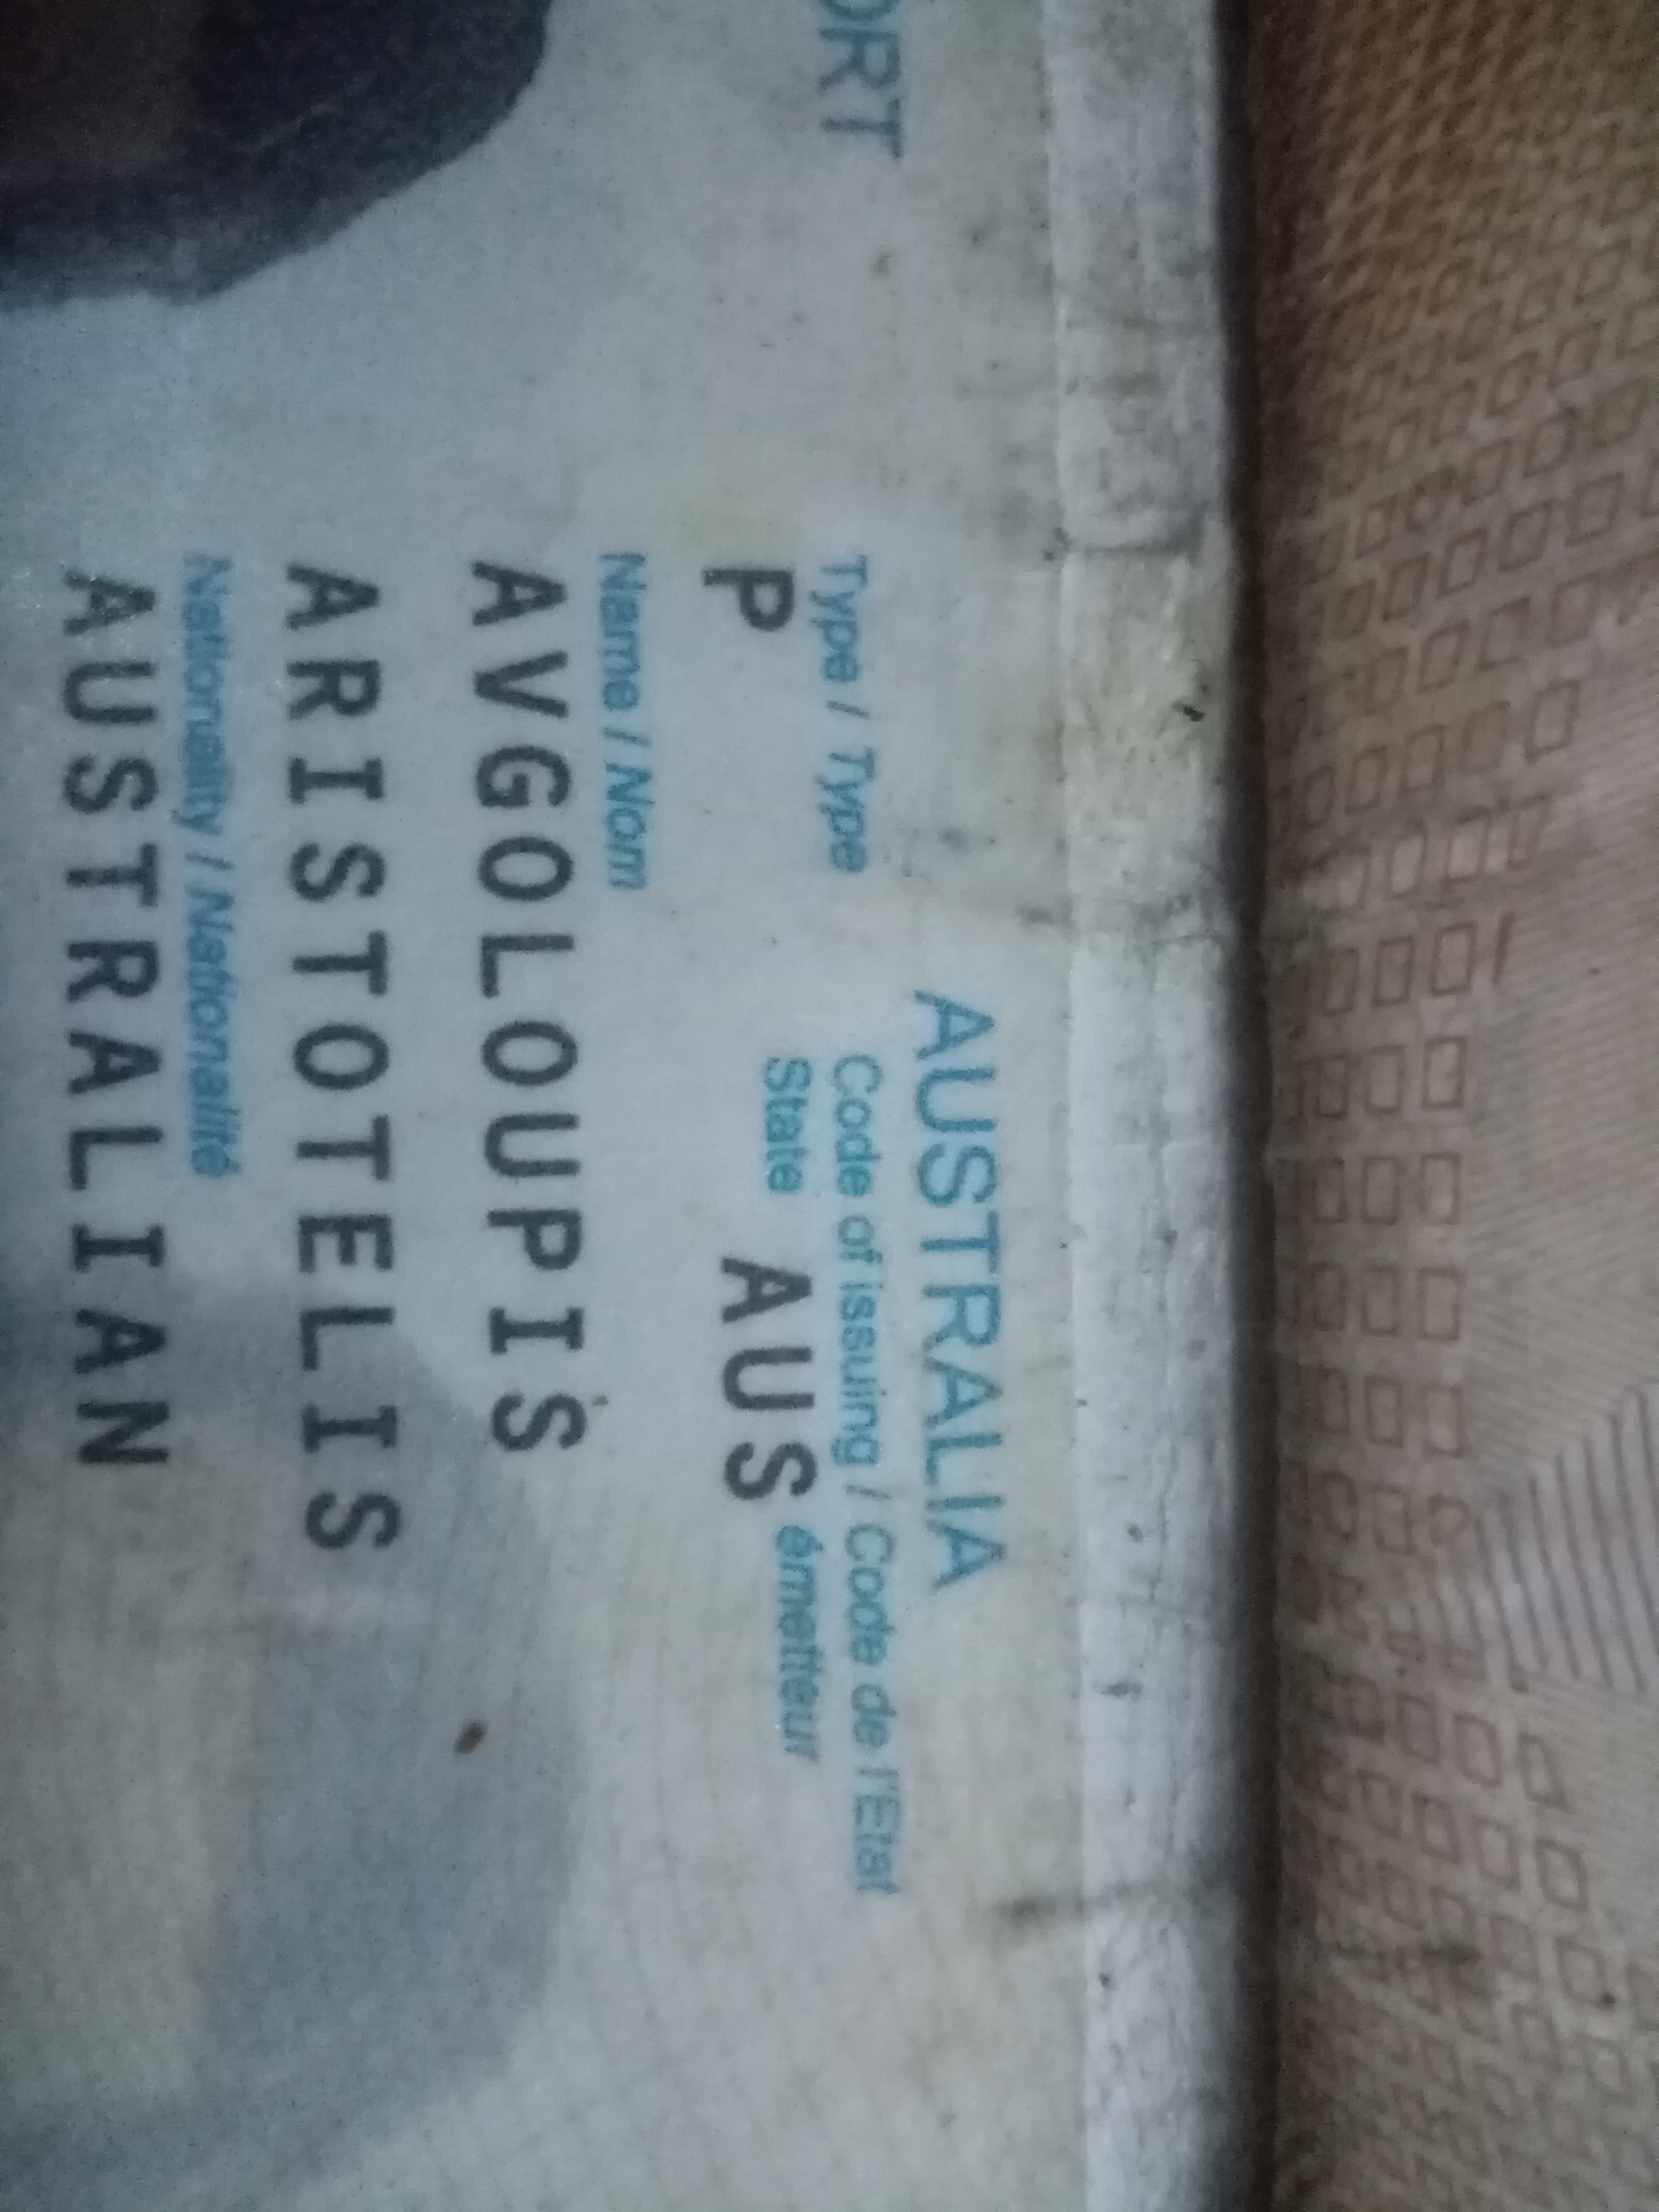 ORT
AUSTRALIA
Type / Type
Code of issuing / Code de l'Etat
P
State AUS émetteur
Name / Nom
AVGOLOUPIS
ARISTOTELIS
Nationality / Nationalité
AUSTRALIAN